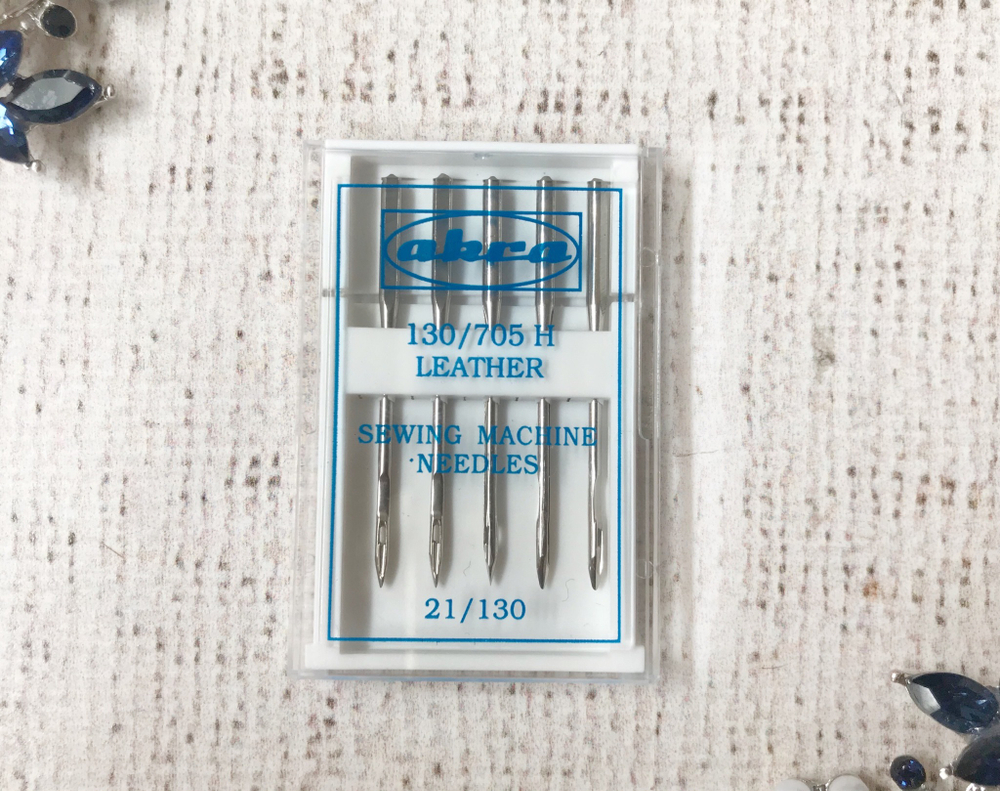 akra
130/705 H
LEATHER
SEWING MACHINE
NEEDLES
21/130